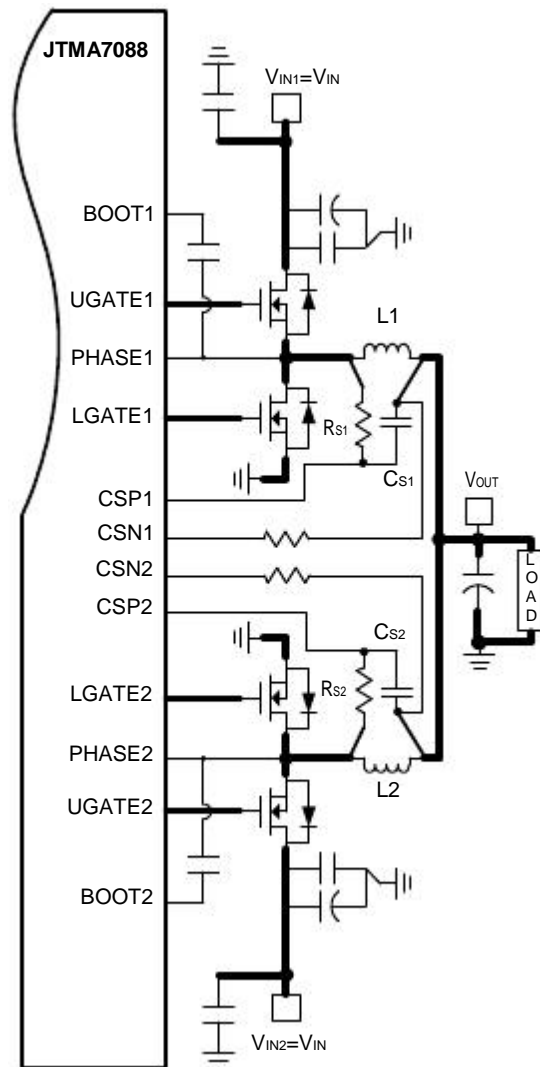 JTMA7088
VIN1=VIN
BOOT1
UGATE1
L1
PHASE1
LGATE1
RS1
CS1
CSP1
VOUT
CSN1
CSN2
LOAD
CSP2
CS2
LGATE2
RS2
PHASE2
L2
UGATE2
BOOT2
VIN2=VIN